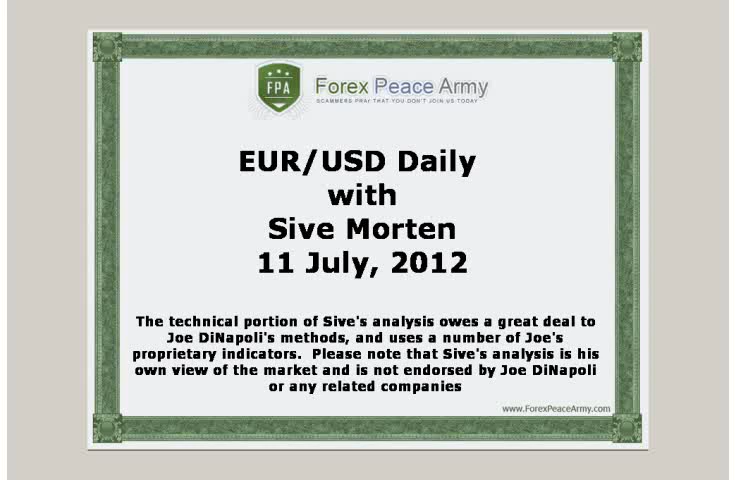 FPA
Forex Peace Army
SCAMMERS PRAY THAT YOU DON'T JOIN US TODAY
EUR/USD Daily
with
Sive Morten
11 July, 2012
The technical portion of Sive's analysis owes a great deal to
Joe DiNapoli's methods, and uses a number of Joe's
proprietary indicators.  Please note that Sive's analysis is his
own view of the market and is not endorsed by Joe DiNapoli
or any related companies
www.ForexPeaceArmy.com